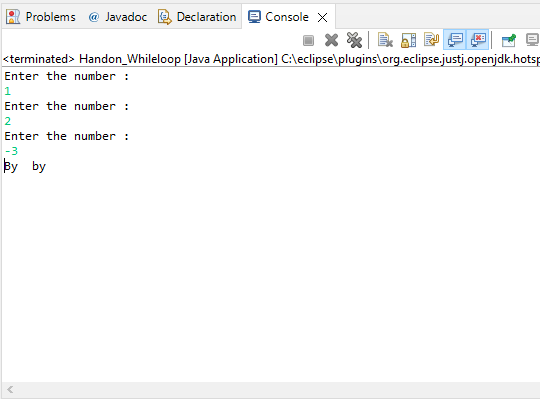 Problems @ Javadoc Declaration Console
<terminated> Handon_Whileloop [Java Application] C:\eclipse\plugins\org.eclipse.justj.openjdk.hotsp
Enter the number :
1
Enter the number :
2
Enter the number :
-3
By  by